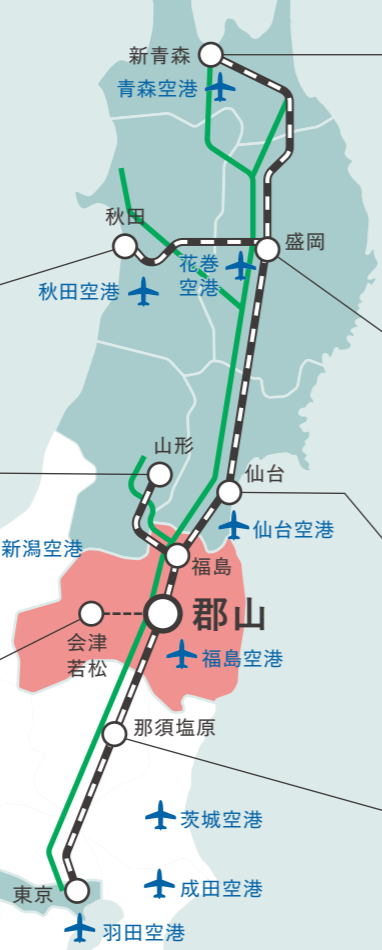 新青森
青森空港
秋田
盛岡
花巻
空港
秋田空港
山形
仙台
仙台空港
新潟空港
福島
郡山
会津
若松
福島空港
那須塩原
茨城空港
成田空港
東京
羽田空港